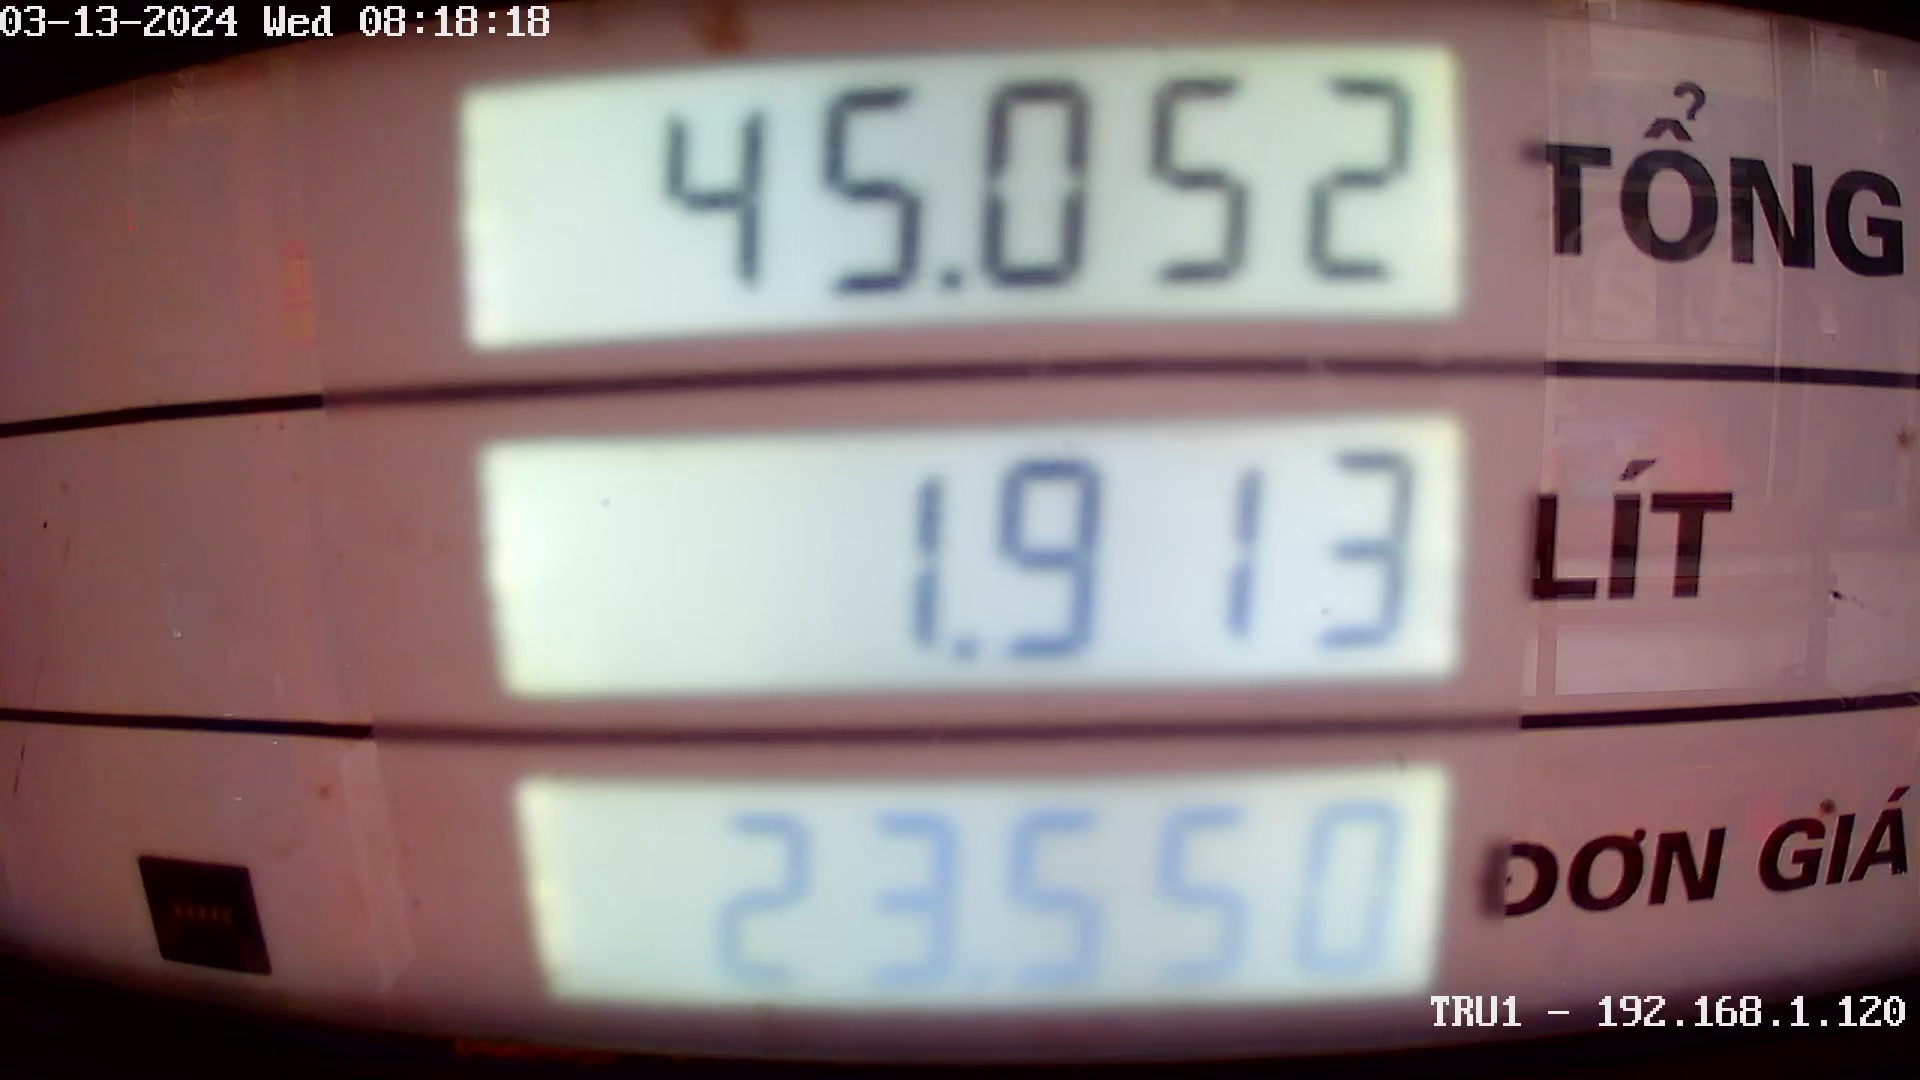 03-13-2024 Wed 08:18:18
45.052
TỔNG
1.913
LÍT
23.550
ĐƠN GIÁ
TRU1 - 192.168.1.120